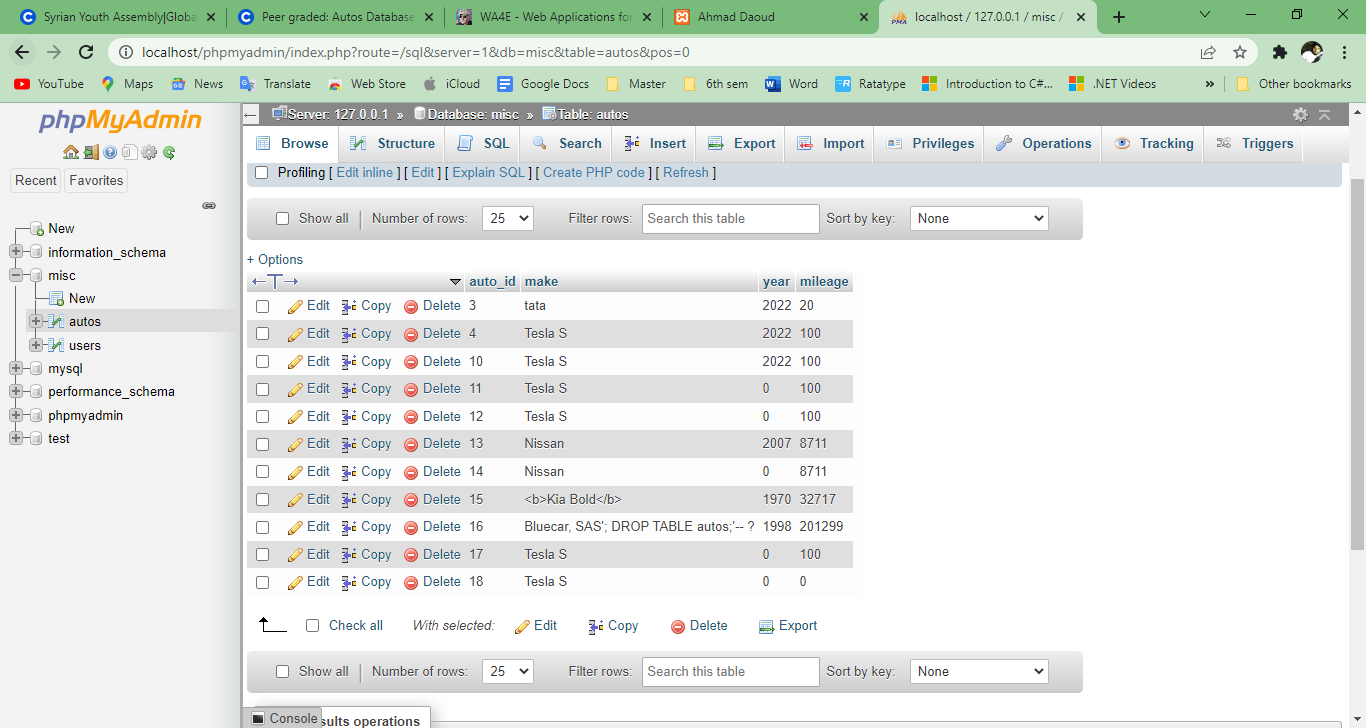 Syrian Youth Assembly|Globa
Peer graded: Autos Database
WA4E - Web Applications for
Ahmad Daoud
localhost / 127.0.0.1 / misc /
localhost/phpmyadmin/index.php?route=/sql&server=1&db=misc&table=autos&pos=0
YouTube Maps News Translate Web Store iCloud Google Docs Master 6th sem Word Ratatype Introduction to C#... .NET Videos » Other bookmarks
phpMyAdmin
Recent Favorites
New
information_schema
misc
New
autos
users
mysql
performance_schema
phpmyadmin
test
Server: 127.0.0.1 » Database: misc » Table: autos
Browse Structure SQL Search Insert Export Import Privileges Operations Tracking Triggers
Profiling [ Edit inline ] [ Edit ] [ Explain SQL ] [ Create PHP code ] [ Refresh ]
Show all | Number of rows: 25 Filter rows: Search this table Sort by key: None
+ Options
auto_id make year mileage
Edit Copy Delete 3 tata 2022 20
Edit Copy Delete 4 Tesla S 2022 100
Edit Copy Delete 10 Tesla S 2022 100
Edit Copy Delete 11 Tesla S 0 100
Edit Copy Delete 12 Tesla S 0 100
Edit Copy Delete 13 Nissan 2007 8711
Edit Copy Delete 14 Nissan 0 8711
Edit Copy Delete 15 <b>Kia Bold</b> 1970 32717
Edit Copy Delete 16 Bluecar, SAS'; DROP TABLE autos;'-- ? 1998 201299
Edit Copy Delete 17 Tesla S 0 100
Edit Copy Delete 18 Tesla S 0 0
Check all With selected: Edit Copy Delete Export
Show all | Number of rows: 25 Filter rows: Search this table Sort by key: None
Console sults operations